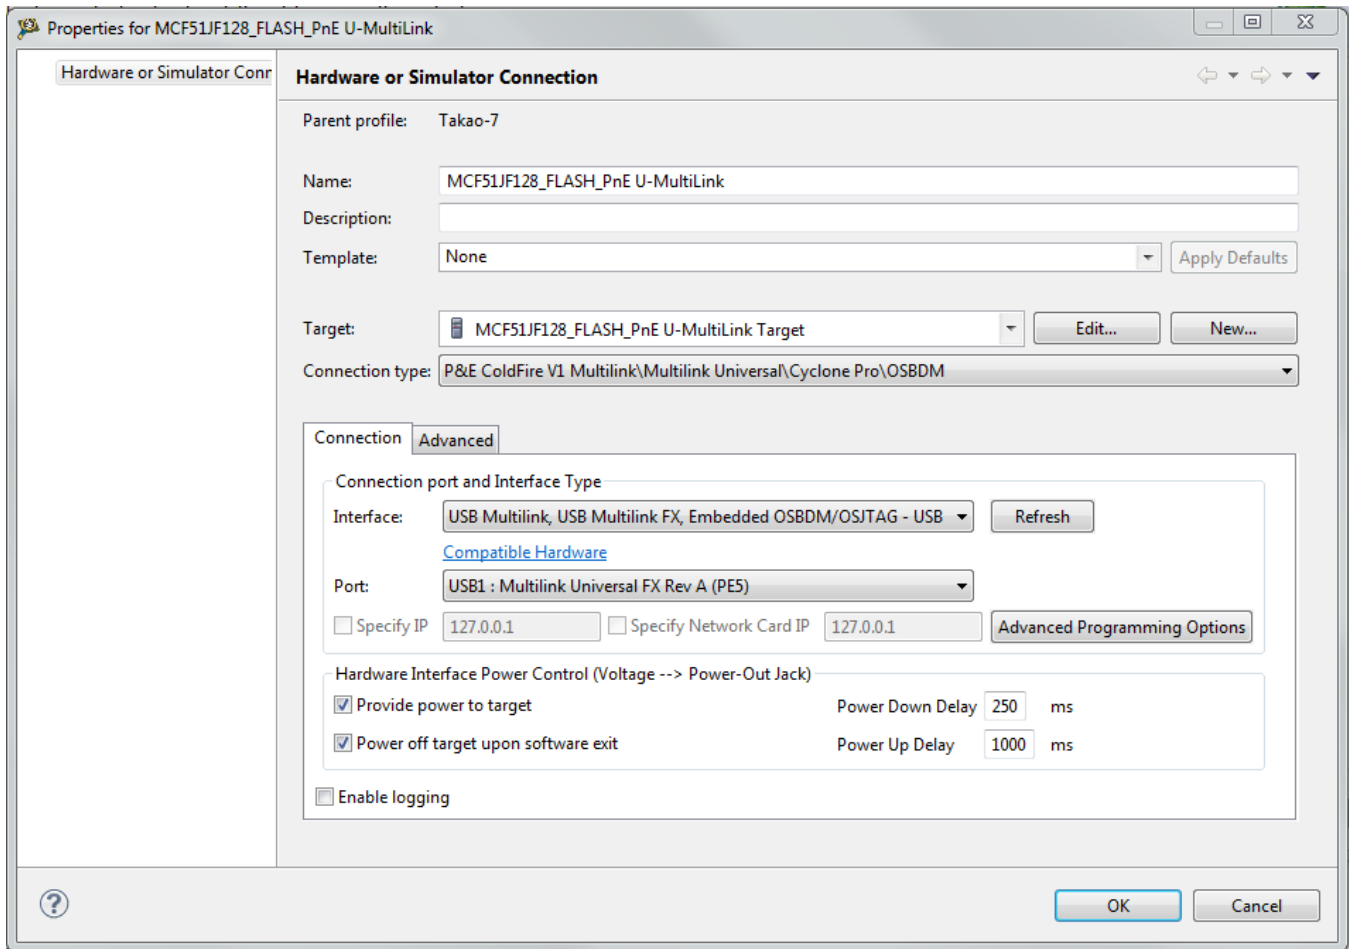 Properties for MCF51JF128_FLASH_PnE U-MultiLink
Hardware or Simulator Conn
Hardware or Simulator Connection
Parent profile: Takao-7
Name: MCF51JF128_FLASH_PnE U-MultiLink
Description:
Template: None Apply Defaults
Target: MCF51JF128_FLASH_PnE U-MultiLink Target Edit... New...
Connection type: P&E ColdFire V1 Multilink\Multilink Universal\Cyclone Pro\OSBDM
Connection Advanced
Connection port and Interface Type
Interface: USB Multilink, USB Multilink FX, Embedded OSBDM/OSJTAG - USB Refresh
Compatible Hardware
Port: USB1 : Multilink Universal FX Rev A (PE5)
Specify IP 127.0.0.1 Specify Network Card IP 127.0.0.1 Advanced Programming Options
Hardware Interface Power Control (Voltage --> Power-Out Jack)
Provide power to target Power Down Delay 250 ms
Power off target upon software exit Power Up Delay 1000 ms
Enable logging
? OK Cancel